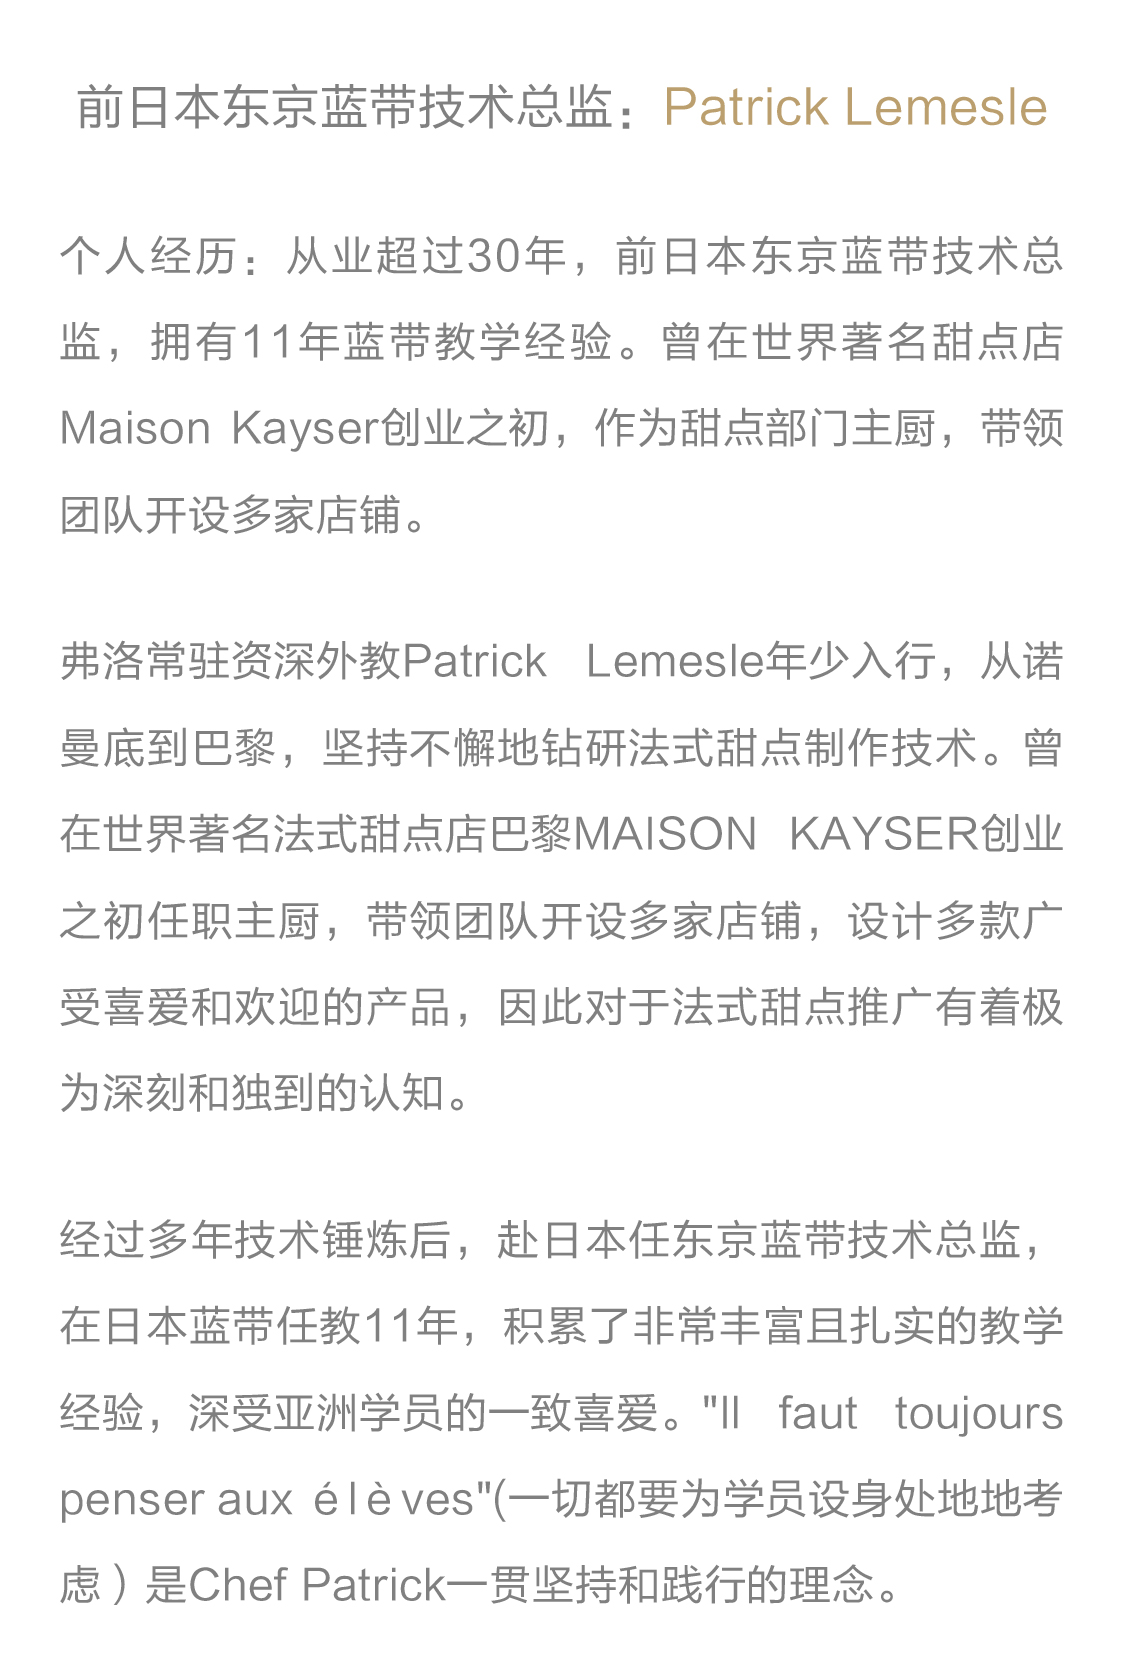 前日本东京蓝带技术总监：Patrick Lemesle
个人经历：从业超过30年，前日本东京蓝带技术总
监，拥有11年蓝带教学经验。曾在世界著名甜点店
Maison Kayser创业之初，作为甜点部门主厨，带领
团队开设多家店铺。
弗洛常驻资深外教Patrick Lemesle年少入行，从诺
曼底到巴黎，坚持不懈地钻研法式甜点制作技术。曾
在世界著名法式甜点店巴黎MAISON KAYSER创业
之初任职主厨，带领团队开设多家店铺，设计多款广
受喜爱和欢迎的产品，因此对于法式甜点推广有着极
为深刻和独到的认知。
经过多年技术锤炼后，赴日本任东京蓝带技术总监，
在日本蓝带任教11年，积累了非常丰富且扎实的教学
经验，深受亚洲学员的一致喜爱。"Il faut toujours
penser aux élèves"(一切都要为学员设身处地地考
虑）是Chef Patrick一贯坚持和践行的理念。